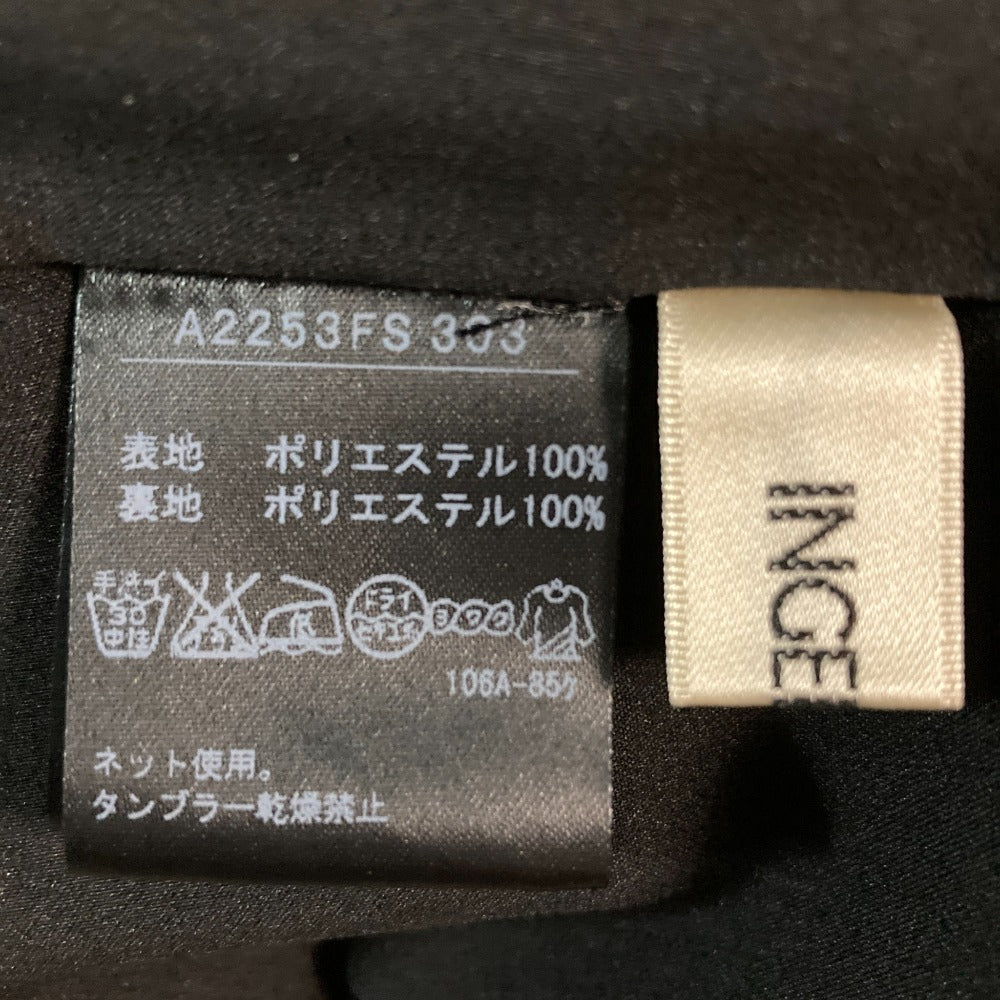 A2253FS 303
表地 ポリエステル100%
裏地 ポリエステル100%
手洗イ
30
中性
ドライ
ヨワク
106A-85ケ
ネット使用。
タンブラー乾燥禁止
INGE